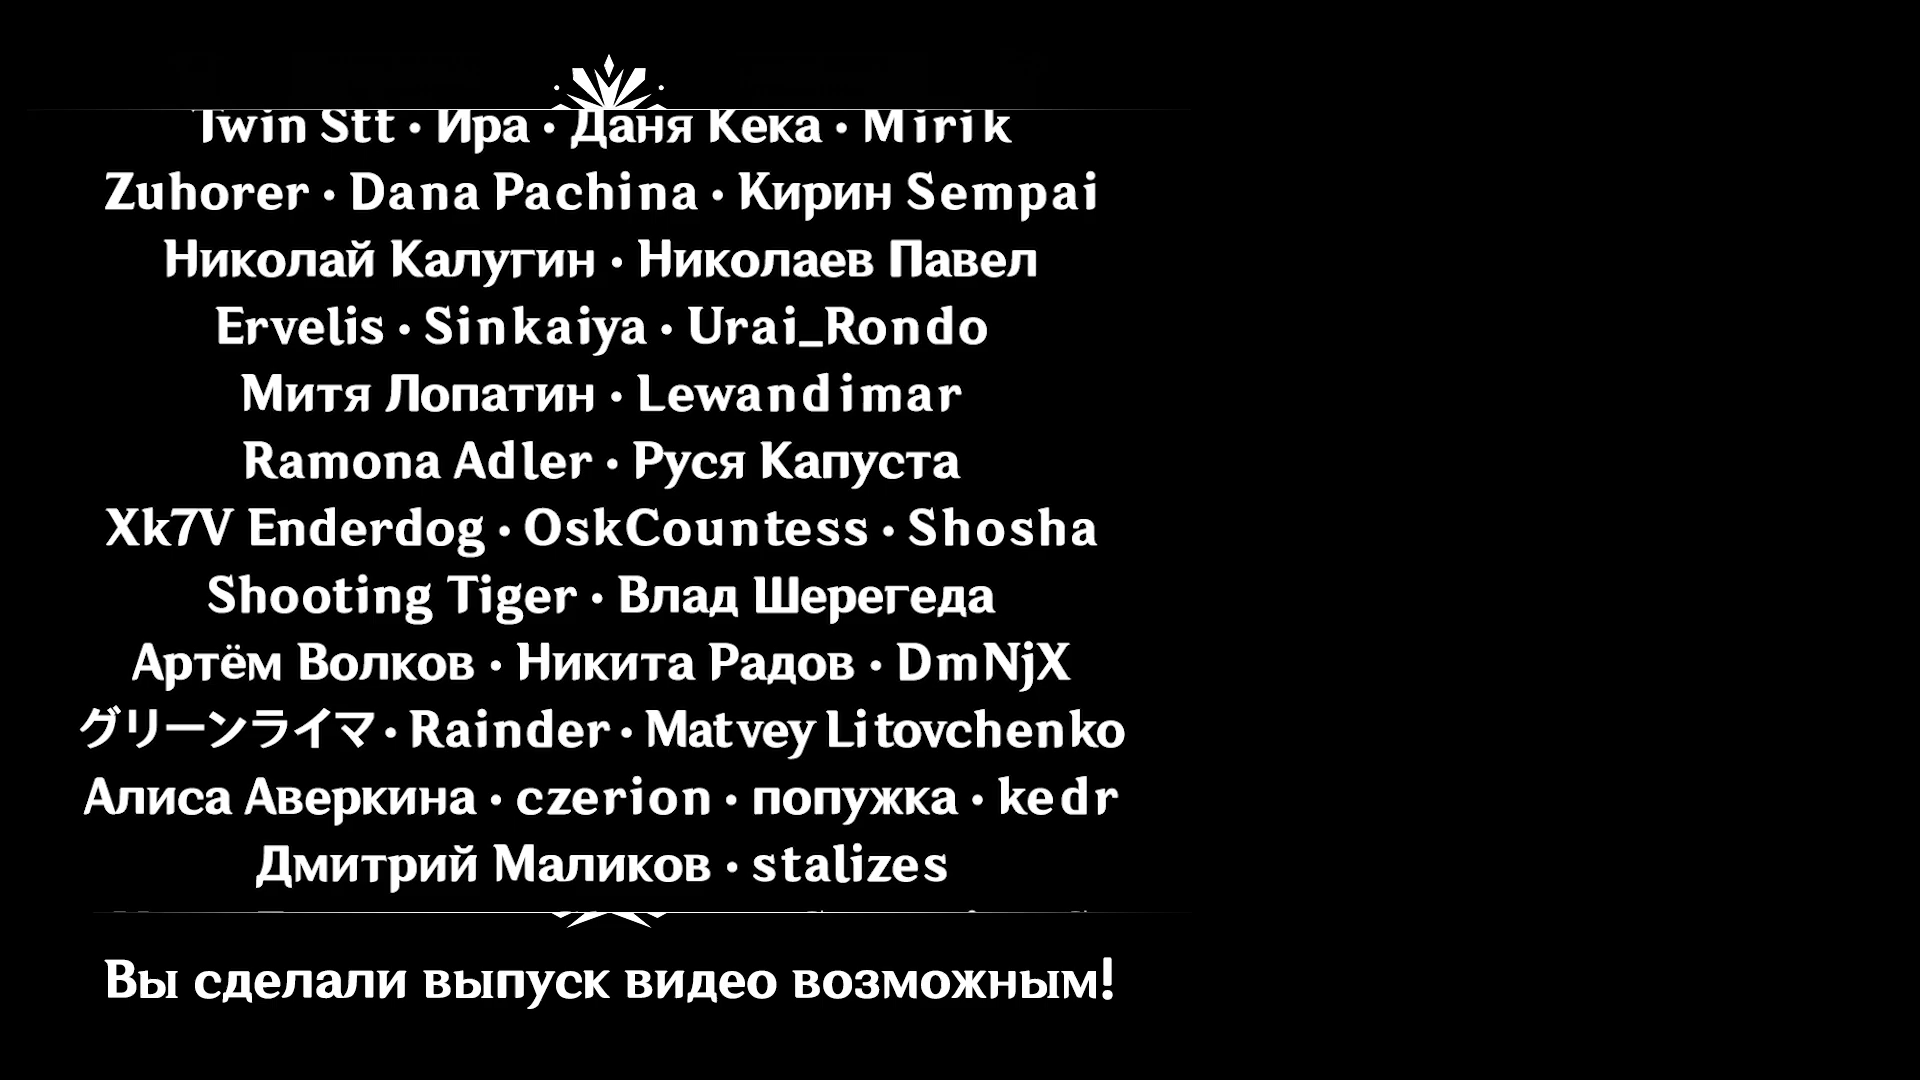 Twin Stt • Ира • Даня Кека • Mirik
Zuhorer • Dana Pachina • Кирин Sempai
Николай Калугин • Николаев Павел
Ervelis • Sinkaiya • Urai_Rondo
Митя Лопатин • Lewandimar
Ramona Adler • Руся Капуста
Xk7V Enderdog • OskCountess • Shosha
Shooting Tiger • Влад Шерегеда
Артём Волков • Никита Радов • DmNjX
グリーンライマ • Rainder • Matvey Litovchenko
Алиса Аверкина • czerion • попужка • kedr
Дмитрий Маликов • stalizes
Вы сделали выпуск видео возможным!